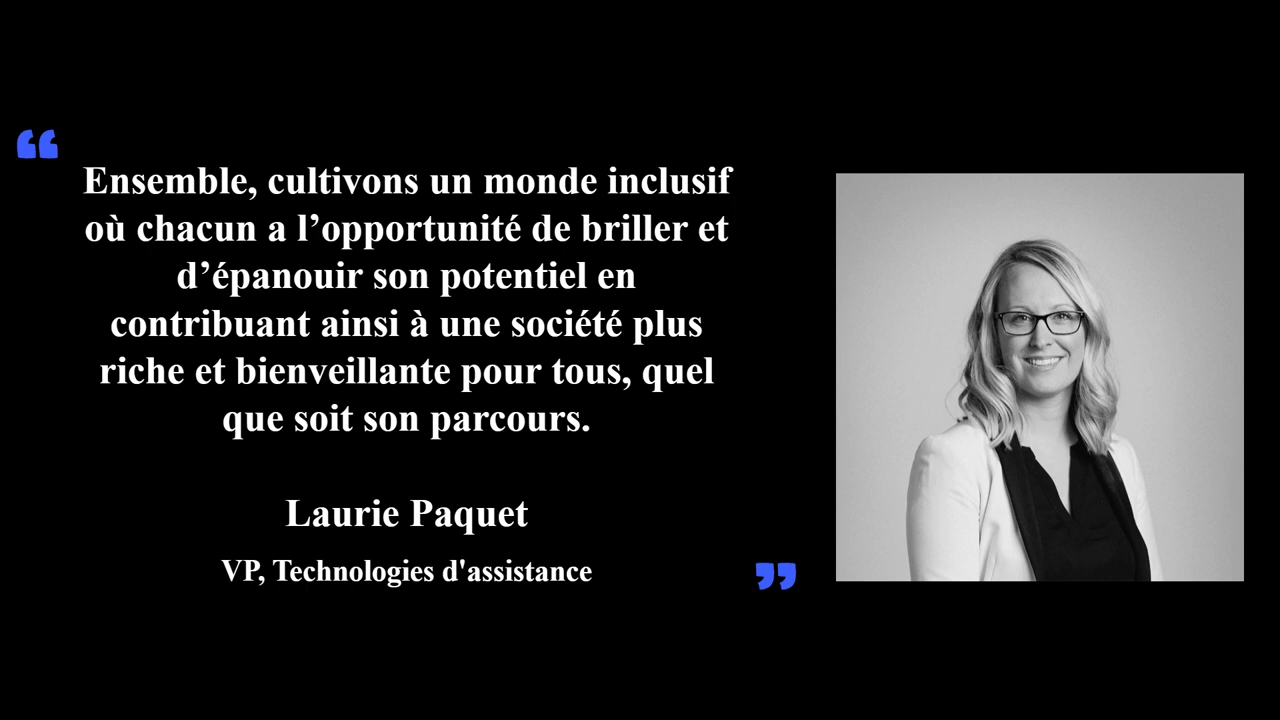 “
Ensemble, cultivons un monde inclusif
où chacun a l’opportunité de briller et
d’épanouir son potentiel en
contribuant ainsi à une société plus
riche et bienveillante pour tous, quel
que soit son parcours.
Laurie Paquet
VP, Technologies d'assistance
”